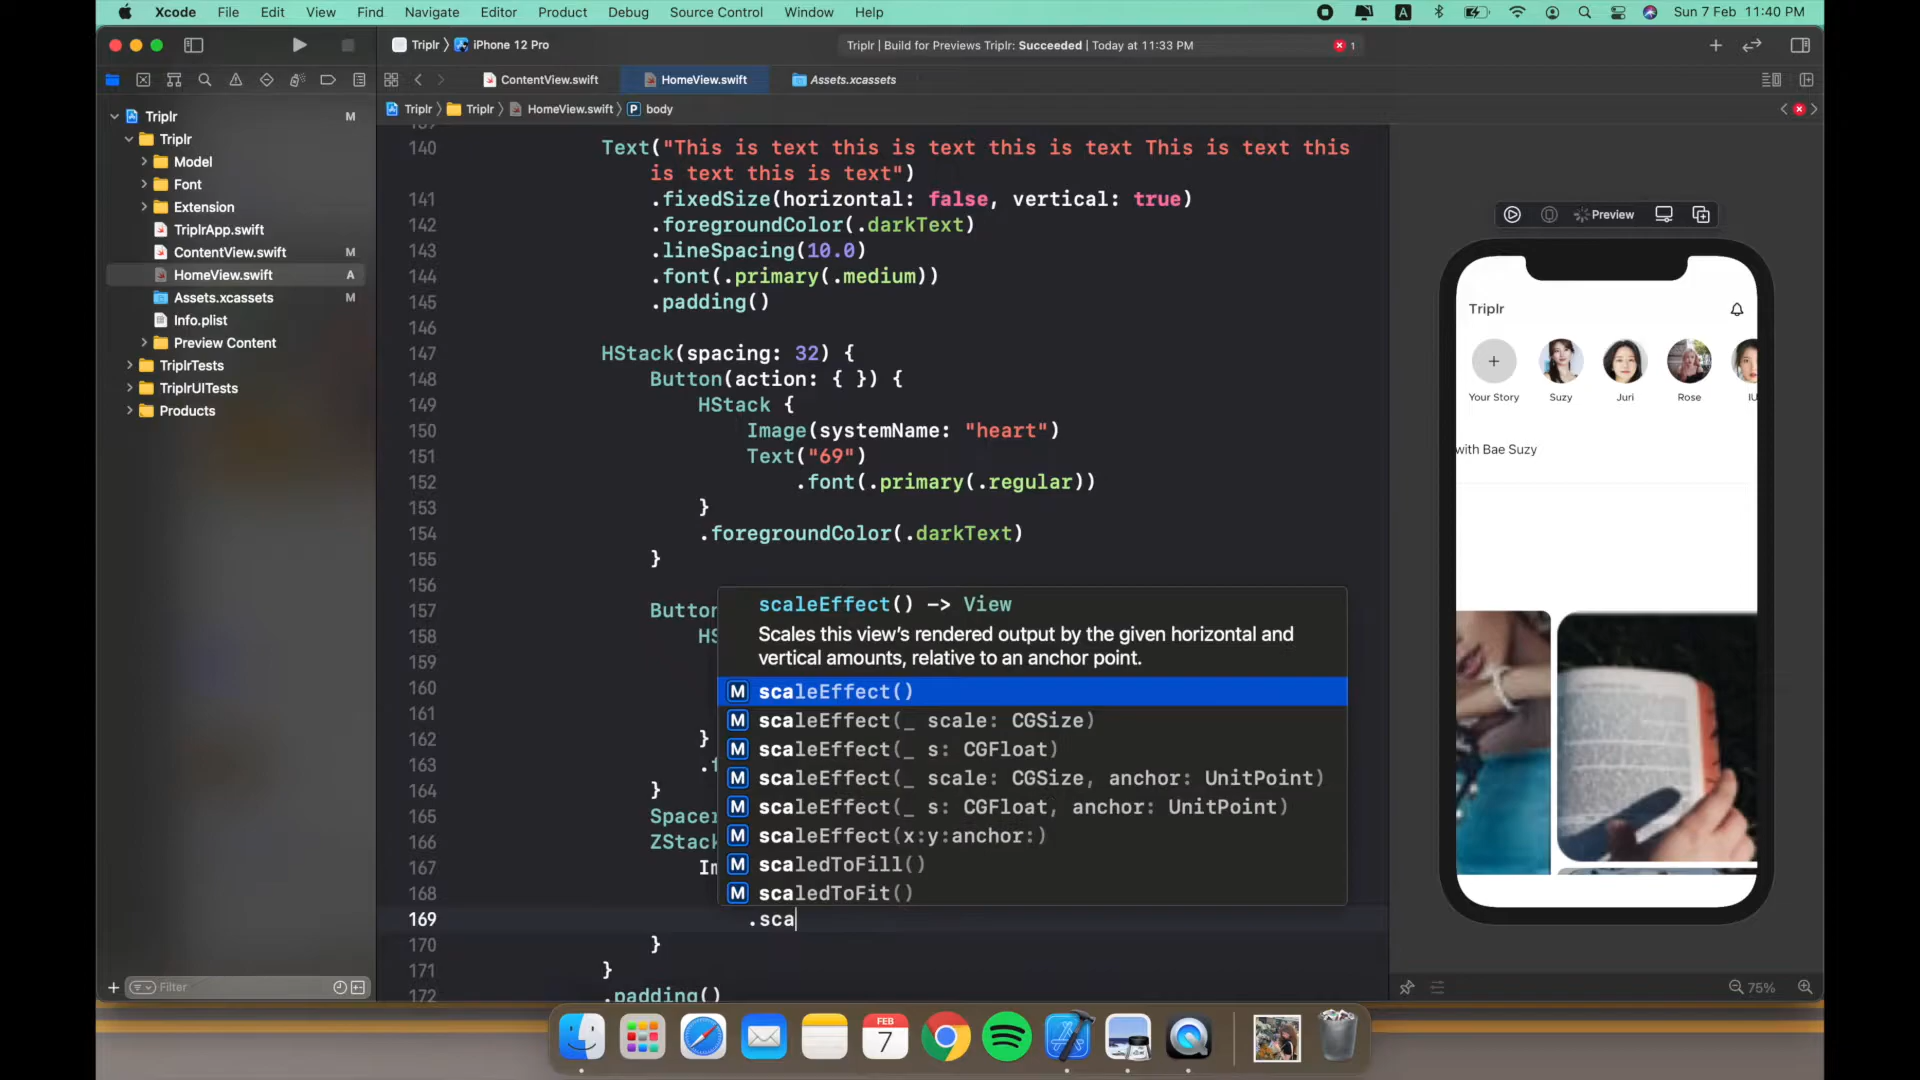 Xcode File Edit View Find Navigate Editor Product Debug Source Control Window Help
A
Sun 7 Feb 11:40 PM
Triplr iPhone 12 Pro
Triplr | Build for Previews Triplr: Succeeded | Today at 11:33 PM
1
ContentView.swift
HomeView.swift
Assets.xcassets
Triplr Triplr HomeView.swift P body
Triplr M
Triplr
Model
Font
Extension
TriplrApp.swift
ContentView.swift M
HomeView.swift A
Assets.xcassets M
Info.plist
Preview Content
TriplrTests
TriplrUITests
Products
Filter
140 Text("This is text this is text this is text This is text this
is text this is text")
141 .fixedSize(horizontal: false, vertical: true)
142 .foregroundColor(.darkText)
143 .lineSpacing(10.0)
144 .font(.primary(.medium))
145 .padding()
146
147 HStack(spacing: 32) {
148 Button(action: { }) {
149 HStack {
150 Image(systemName: "heart")
151 Text("69")
152 .font(.primary(.regular))
153 }
154 .foregroundColor(.darkText)
155 }
156
157 Button
158 HS
159
160
161
162 }
163 .f
164 }
165 Spacer
166 ZStack
167 Im
168
169 .sca
170 }
171 }
172 .padding()
scaleEffect() -> View
Scales this view's rendered output by the given horizontal and
vertical amounts, relative to an anchor point.
M scaleEffect()
M scaleEffect(_ scale: CGSize)
M scaleEffect(_ s: CGFloat)
M scaleEffect(_ scale: CGSize, anchor: UnitPoint)
M scaleEffect(_ s: CGFloat, anchor: UnitPoint)
M scaleEffect(x:y:anchor:)
M scaledToFill()
M scaledToFit()
Preview
Triplr
Your Story Suzy Juri Rose IU
with Bae Suzy
75%
FEB
7